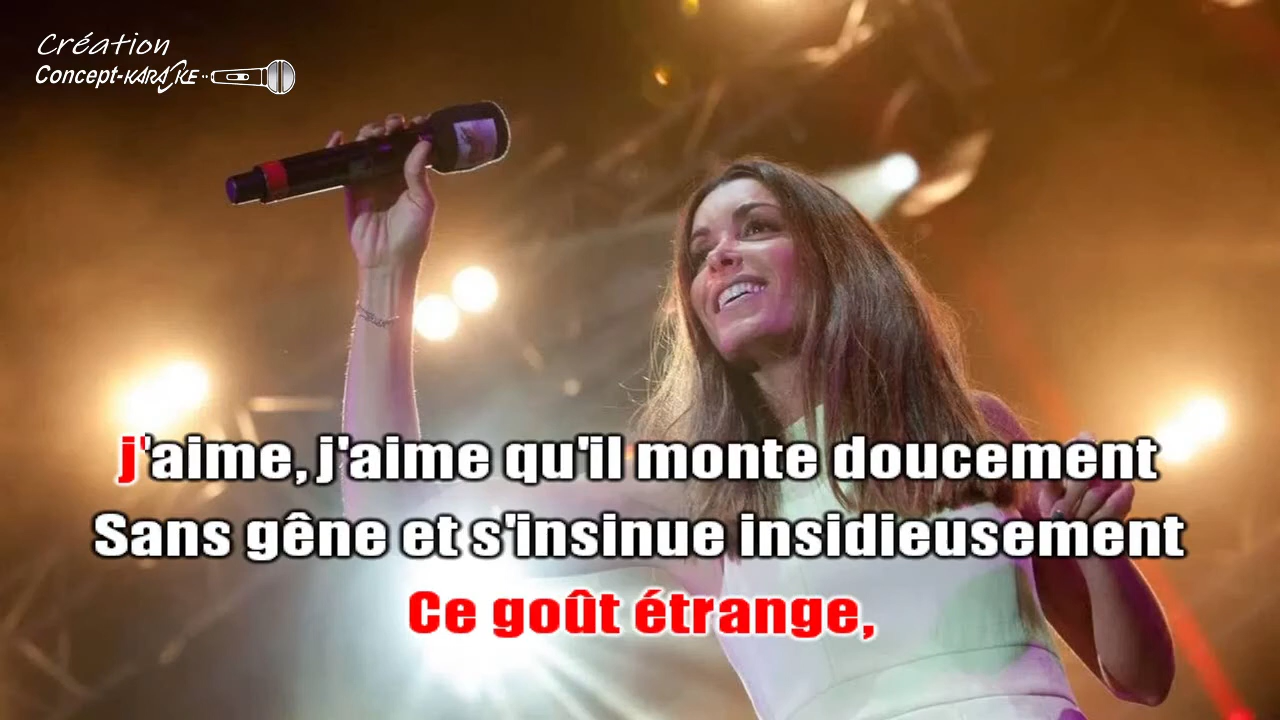 Création
Concept-KARAOKE
j'aime, j'aime qu'il monte doucement
Sans gêne et s'insinue insidieusement
Ce goût étrange,